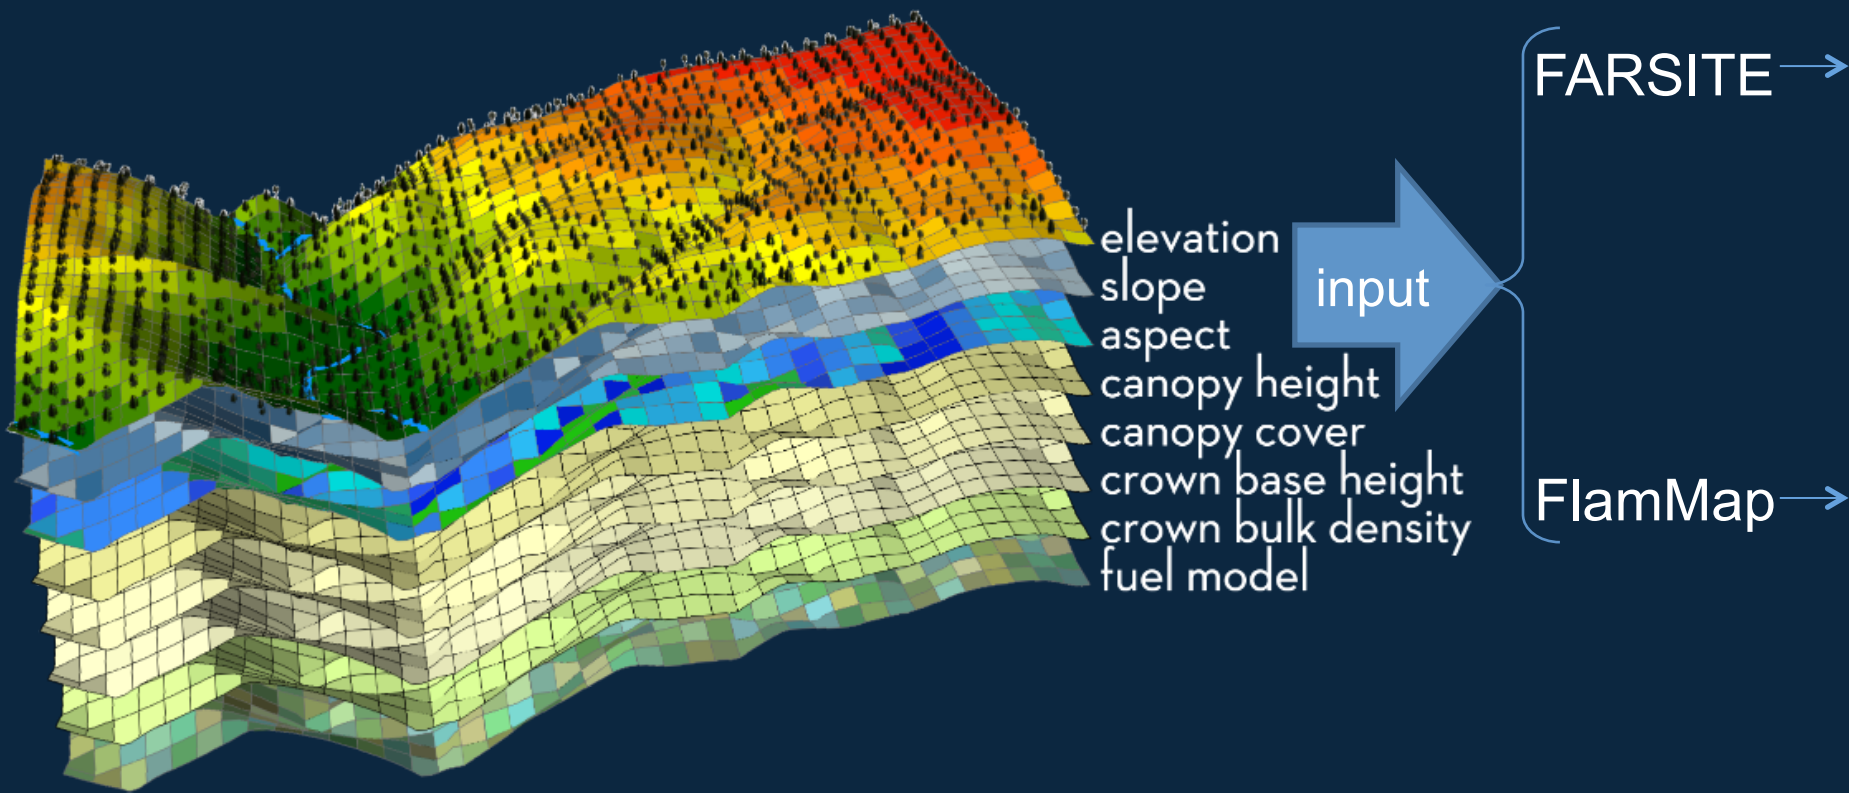 elevation
slope
aspect
canopy height
canopy cover
crown base height
crown bulk density
fuel model
input
FARSITE
FlamMap